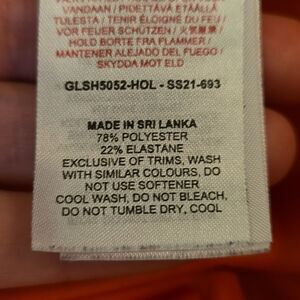 VANDAAN / PIDETTÄVÄ ETÄÄLLÄ
TULESTA / TENIR ÉLOIGNÉ DU FEU /
VOR FEUER SCHÜTZEN / 火気厳禁 /
HOLD BORTE FRA FLAMMER /
MANTENER ALEJADO DEL FUEGO /
SKYDDA MOT ELD
GLSH5052-HOL - SS21-693
MADE IN SRI LANKA
78% POLYESTER
22% ELASTANE
EXCLUSIVE OF TRIMS, WASH
WITH SIMILAR COLOURS, DO
NOT USE SOFTENER
COOL WASH, DO NOT BLEACH,
DO NOT TUMBLE DRY, COOL